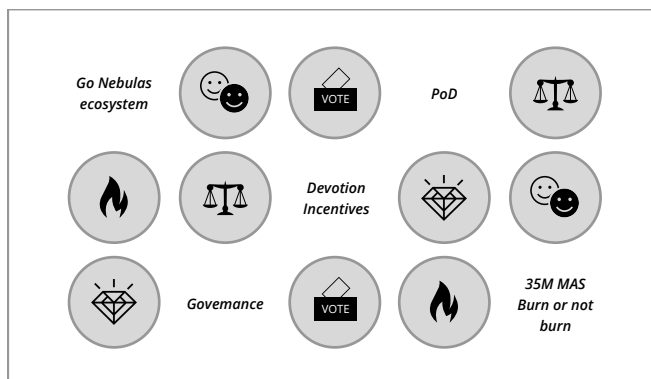 Go Nebulas
ecosystem
VOTE
PoD
Devotion
Incentives
Govemance
VOTE
35M MAS
Burn or not
burn